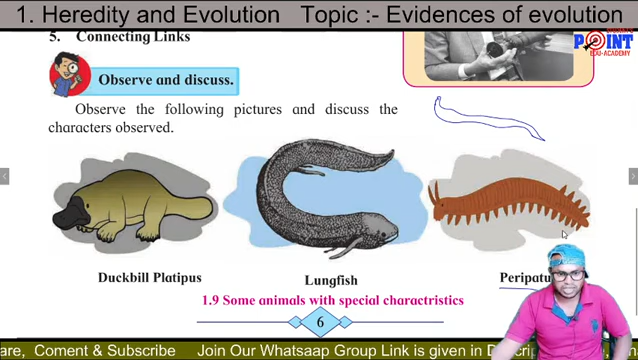 1. Heredity and Evolution Topic :- Evidences of evolution
POINT
EDU-ACADEMY
5. Connecting Links
Observe and discuss.
Observe the following pictures and discuss the
characters observed.
Duckbill Platipus
Lungfish
1.9 Some animals with special charactristics
6
are, Coment & Subscribe Join Our Whatsaap Group Link is given in